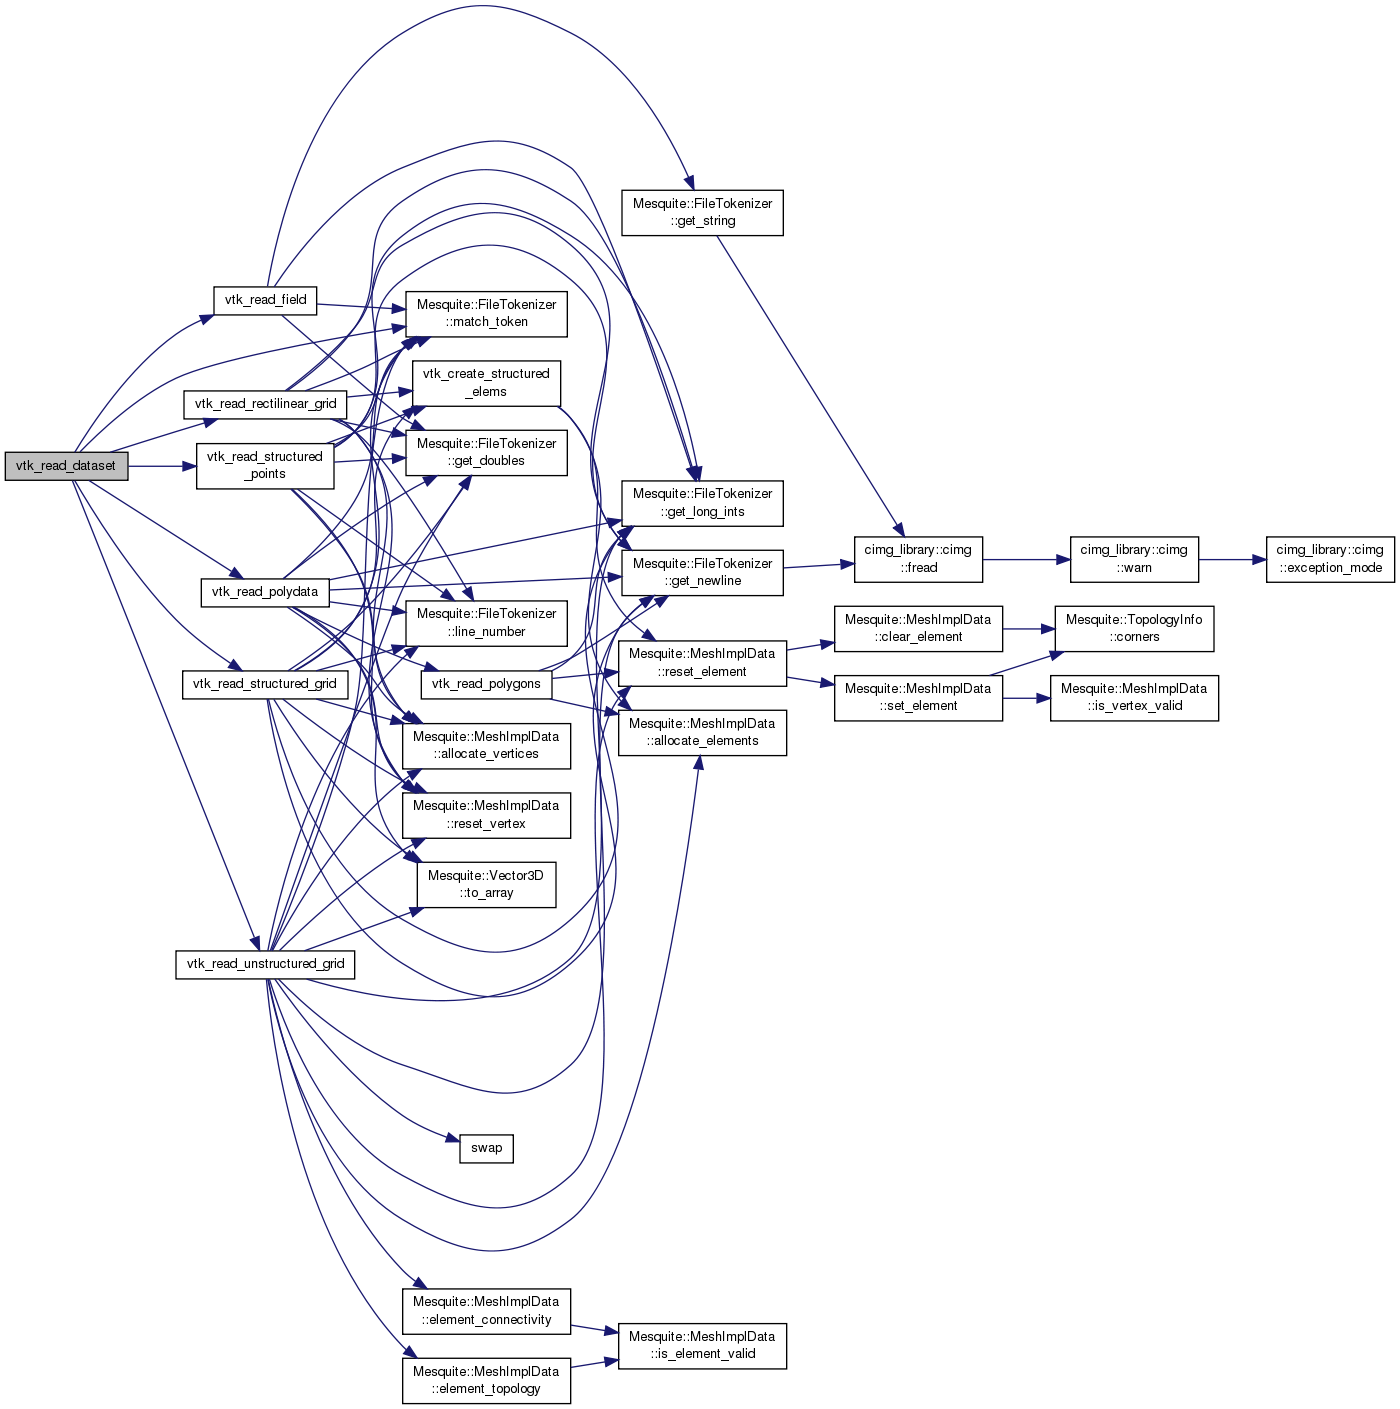 vtk_read_dataset
vtk_read_field
vtk_read_rectilinear_grid
vtk_read_structured
_points
vtk_read_polydata
vtk_read_structured_grid
vtk_read_unstructured_grid
Mesquite::FileTokenizer
::match_token
vtk_create_structured
_elems
Mesquite::FileTokenizer
::get_doubles
Mesquite::FileTokenizer
::line_number
vtk_read_polygons
Mesquite::MeshImplData
::allocate_vertices
Mesquite::MeshImplData
::reset_vertex
Mesquite::Vector3D
::to_array
swap
Mesquite::MeshImplData
::element_connectivity
Mesquite::MeshImplData
::element_topology
Mesquite::FileTokenizer
::get_string
Mesquite::FileTokenizer
::get_long_ints
Mesquite::FileTokenizer
::get_newline
Mesquite::MeshImplData
::reset_element
Mesquite::MeshImplData
::allocate_elements
Mesquite::MeshImplData
::is_element_valid
cimg_library::cimg
::fread
Mesquite::MeshImplData
::clear_element
Mesquite::MeshImplData
::set_element
cimg_library::cimg
::warn
Mesquite::TopologyInfo
::corners
Mesquite::MeshImplData
::is_vertex_valid
cimg_library::cimg
::exception_mode